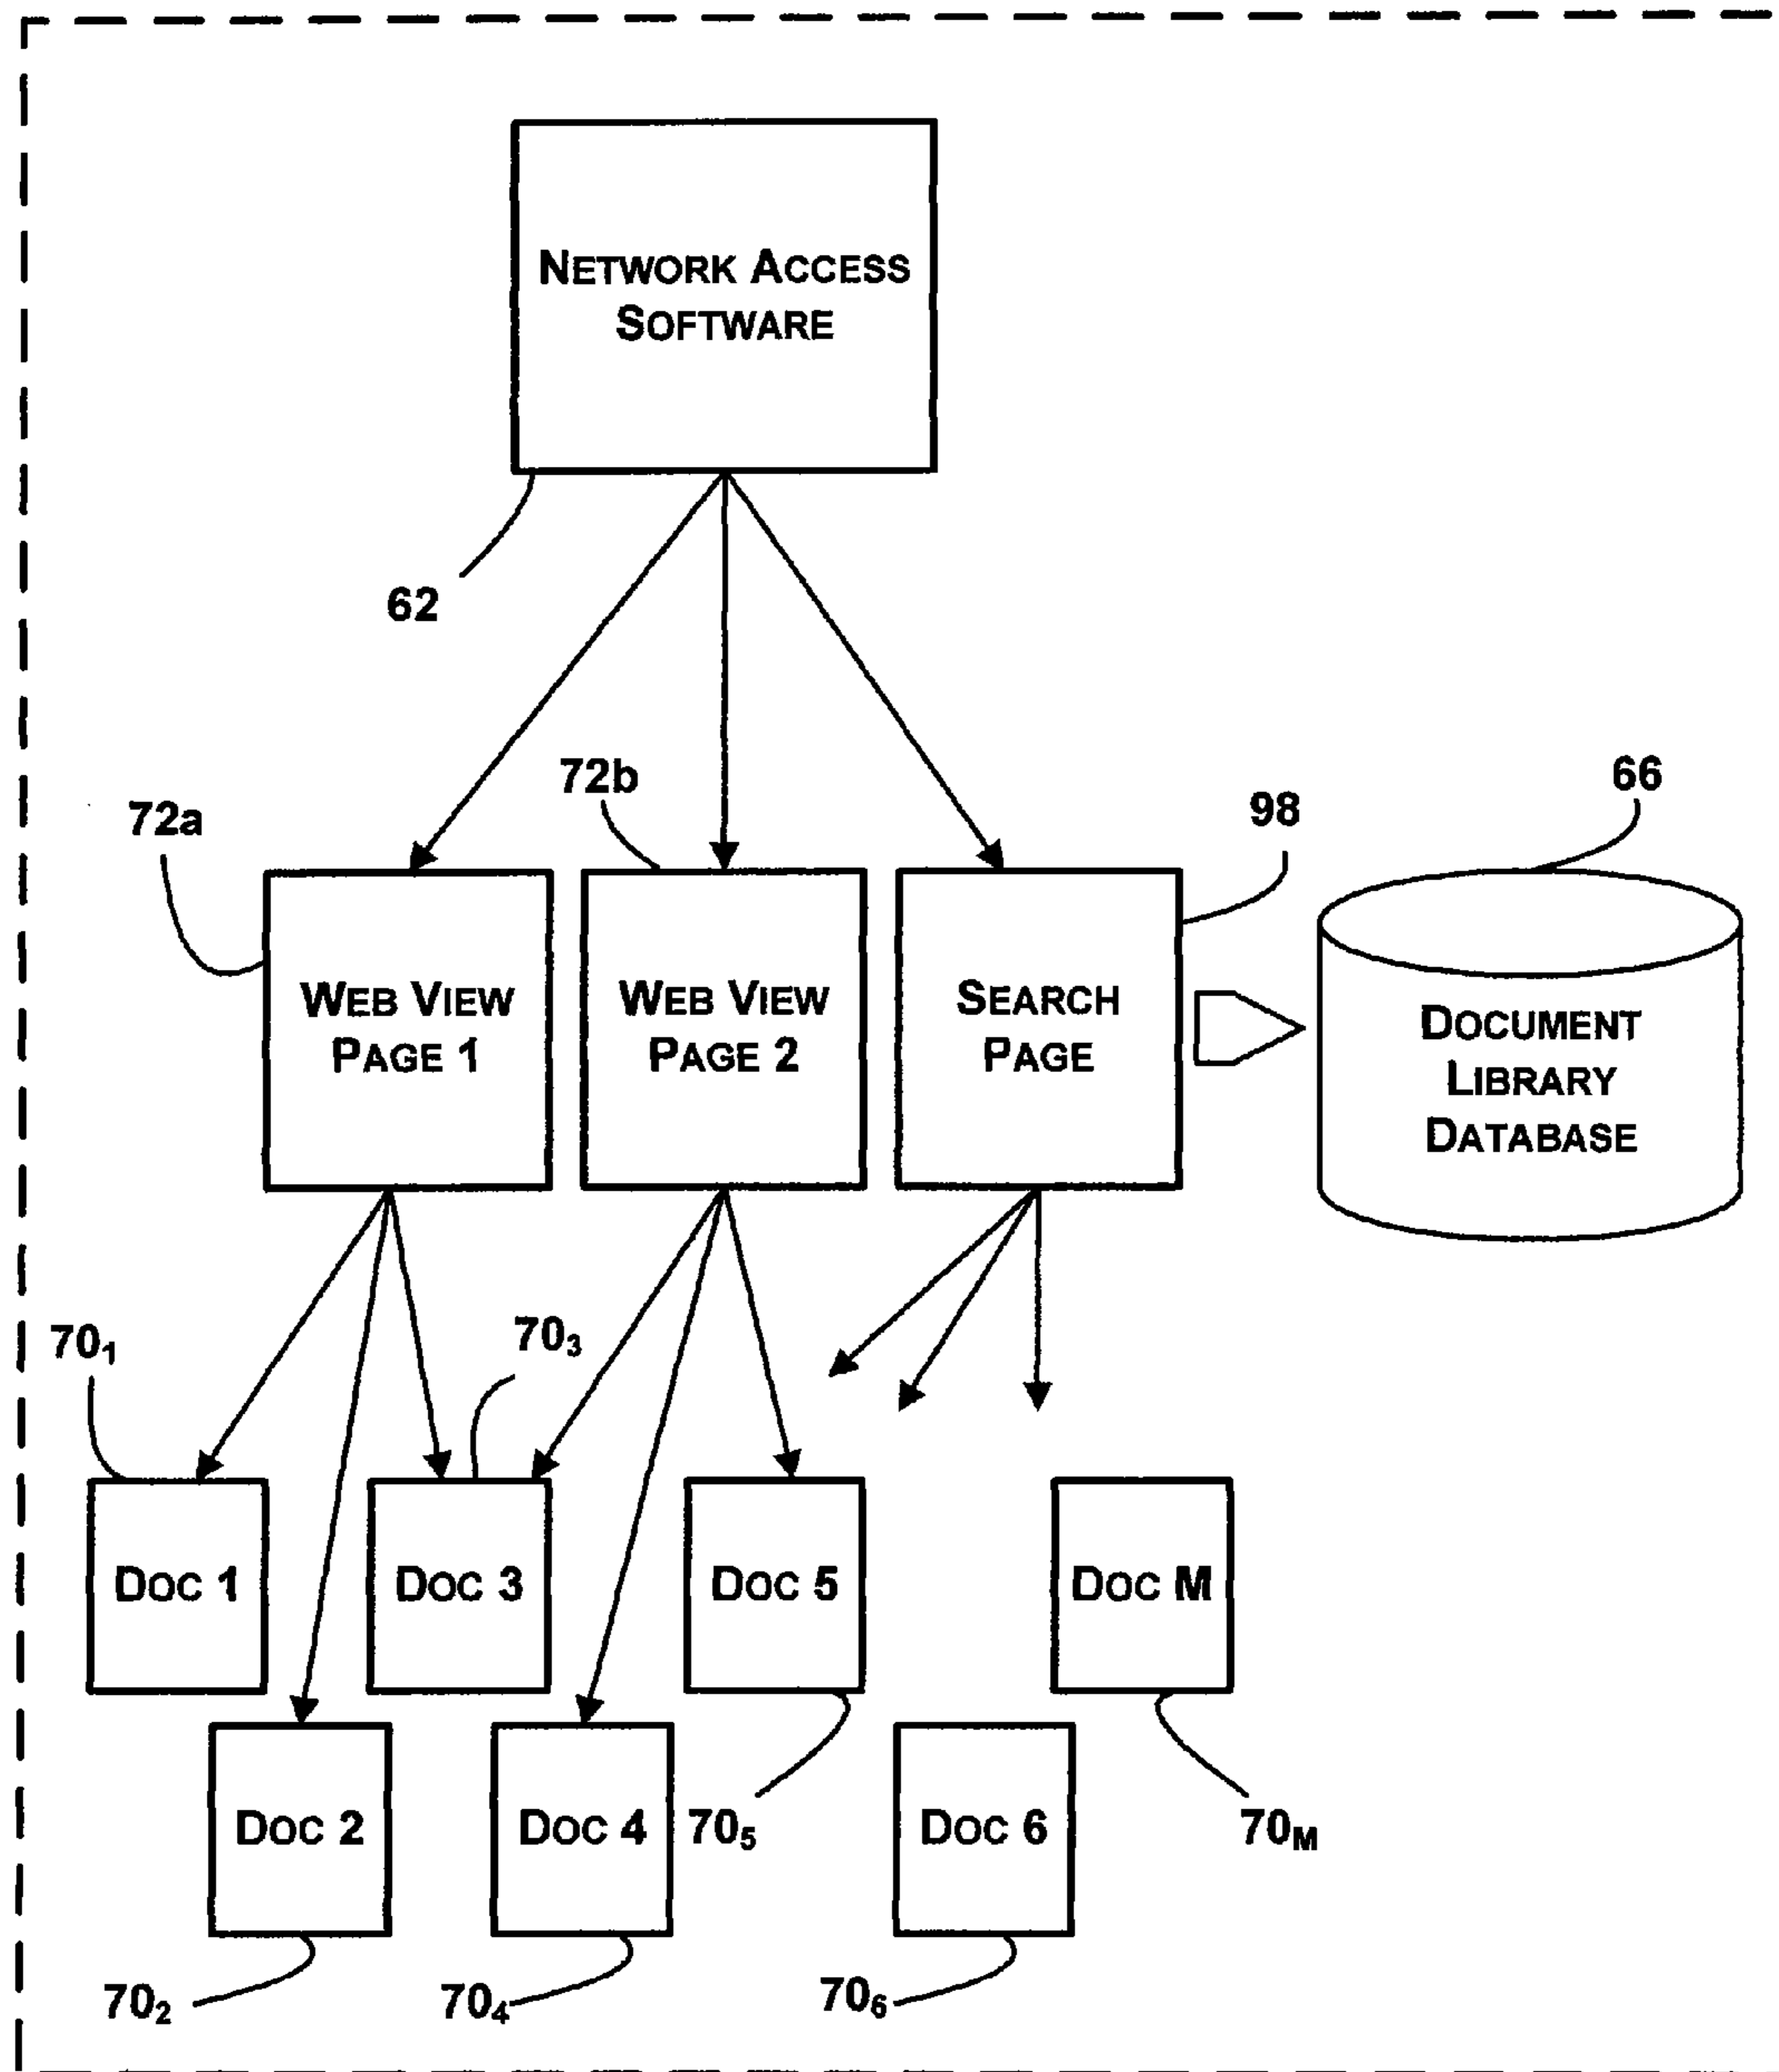 NETWORK ACCESS
SOFTWARE
62
72a
72b
98
66
WEB VIEW
PAGE 1
WEB VIEW
PAGE 2
SEARCH
PAGE
DOCUMENT
LIBRARY
DATABASE
70₁
70₃
DOC 1
DOC 3
DOC 5
DOC M
DOC 2
DOC 4
70₅
DOC 6
70M
70₂
70₄
70₆